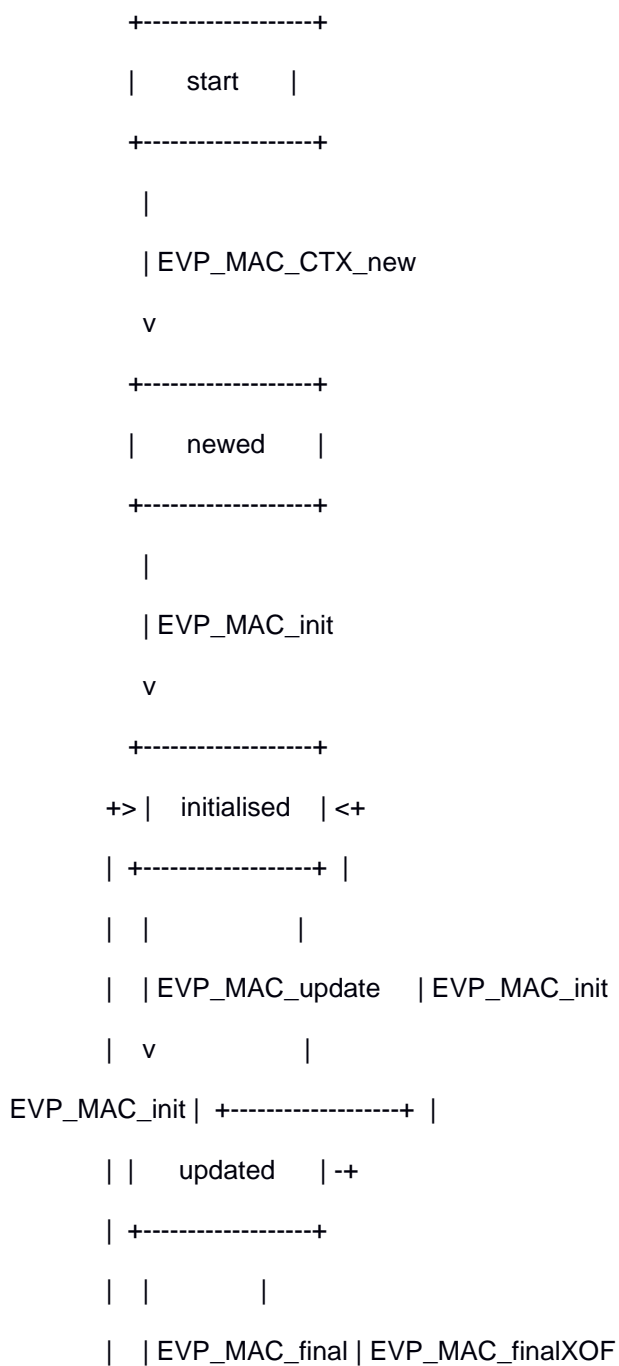 +-------------------+
|       start       |
+-------------------+
|
| EVP_MAC_CTX_new
v
+-------------------+
|       newed       |
+-------------------+
|
| EVP_MAC_init
v
+-------------------+
+> |    initialised    | <+
|  +-------------------+  |
|   |                  |
|   | EVP_MAC_update     | EVP_MAC_init
|   v                  |
EVP_MAC_init |  +-------------------+  |
| |      updated      | -+
|  +-------------------+
|   |             |
|   | EVP_MAC_final | EVP_MAC_finalXOF